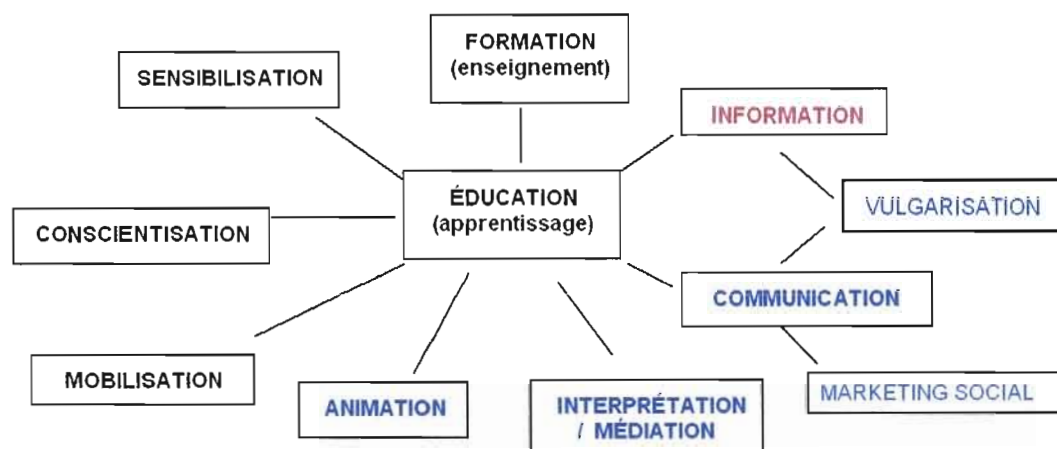 FORMATION
(enseignement)
SENSIBILISATION
INFORMATION
ÉDUCATION
(apprentissage)
VULGARISATION
CONSCIENTISATION
COMMUNICATION
MOBILISATION
ANIMATION
INTERPRÉTATION
/ MÉDIATION
MARKETING SOCIAL